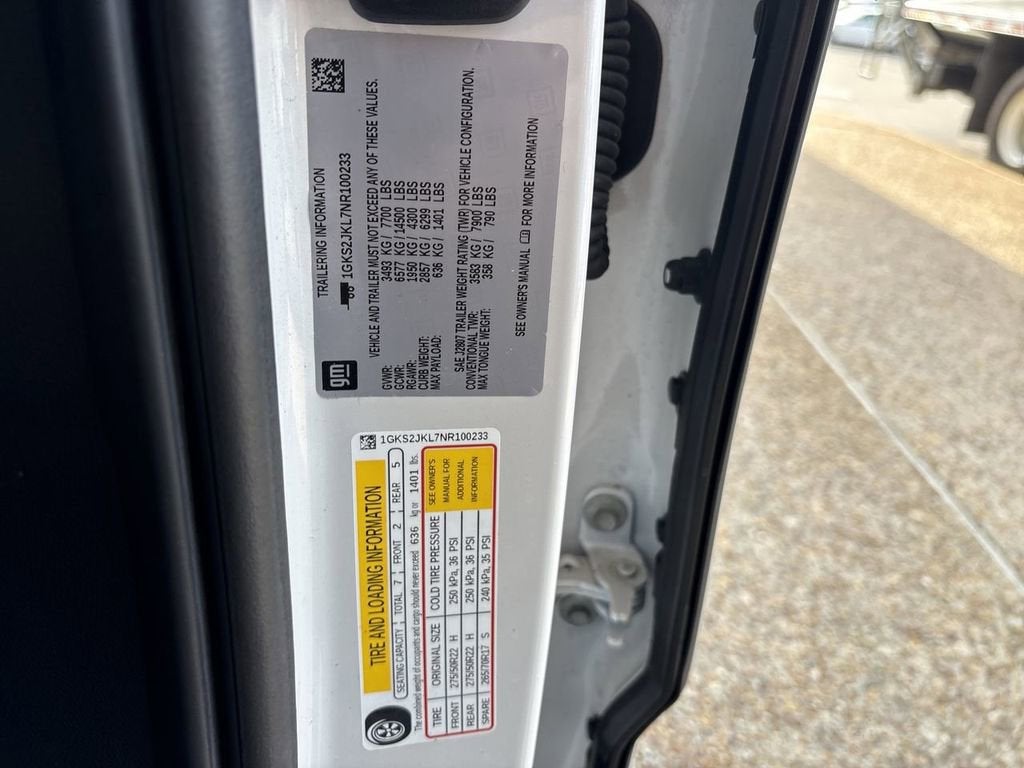 TRAILERING INFORMATION
gm
1GKS2JKL7NR100233
VEHICLE AND TRAILER MUST NOT EXCEED ANY OF THESE VALUES.
GVWR: 3493 KG / 7700 LBS
GCWR: 6577 KG / 14500 LBS
RGAWR: 1950 KG / 4300 LBS
CURB WEIGHT: 2857 KG / 6299 LBS
MAX PAYLOAD: 636 KG / 1401 LBS
SAE J2807 TRAILER WEIGHT RATING (TWR) FOR VEHICLE CONFIGURATION.
CONVENTIONAL TWR: 3583 KG / 7900 LBS
MAX TONGUE WEIGHT: 358 KG / 790 LBS
SEE OWNER'S MANUAL FOR MORE INFORMATION
1GKS2JKL7NR100233
TIRE AND LOADING INFORMATION
SEATING CAPACITY TOTAL 7 FRONT 2 REAR 5
The combined weight of occupants and cargo should never exceed 636 kg or 1401 lbs.
TIRE ORIGINAL SIZE COLD TIRE PRESSURE
FRONT 275/50R22 H 250 kPa, 36 PSI
REAR 275/50R22 H 250 kPa, 36 PSI
SPARE 265/70R17 S 240 kPa, 35 PSI
SEE OWNER'S
MANUAL FOR
ADDITIONAL
INFORMATION